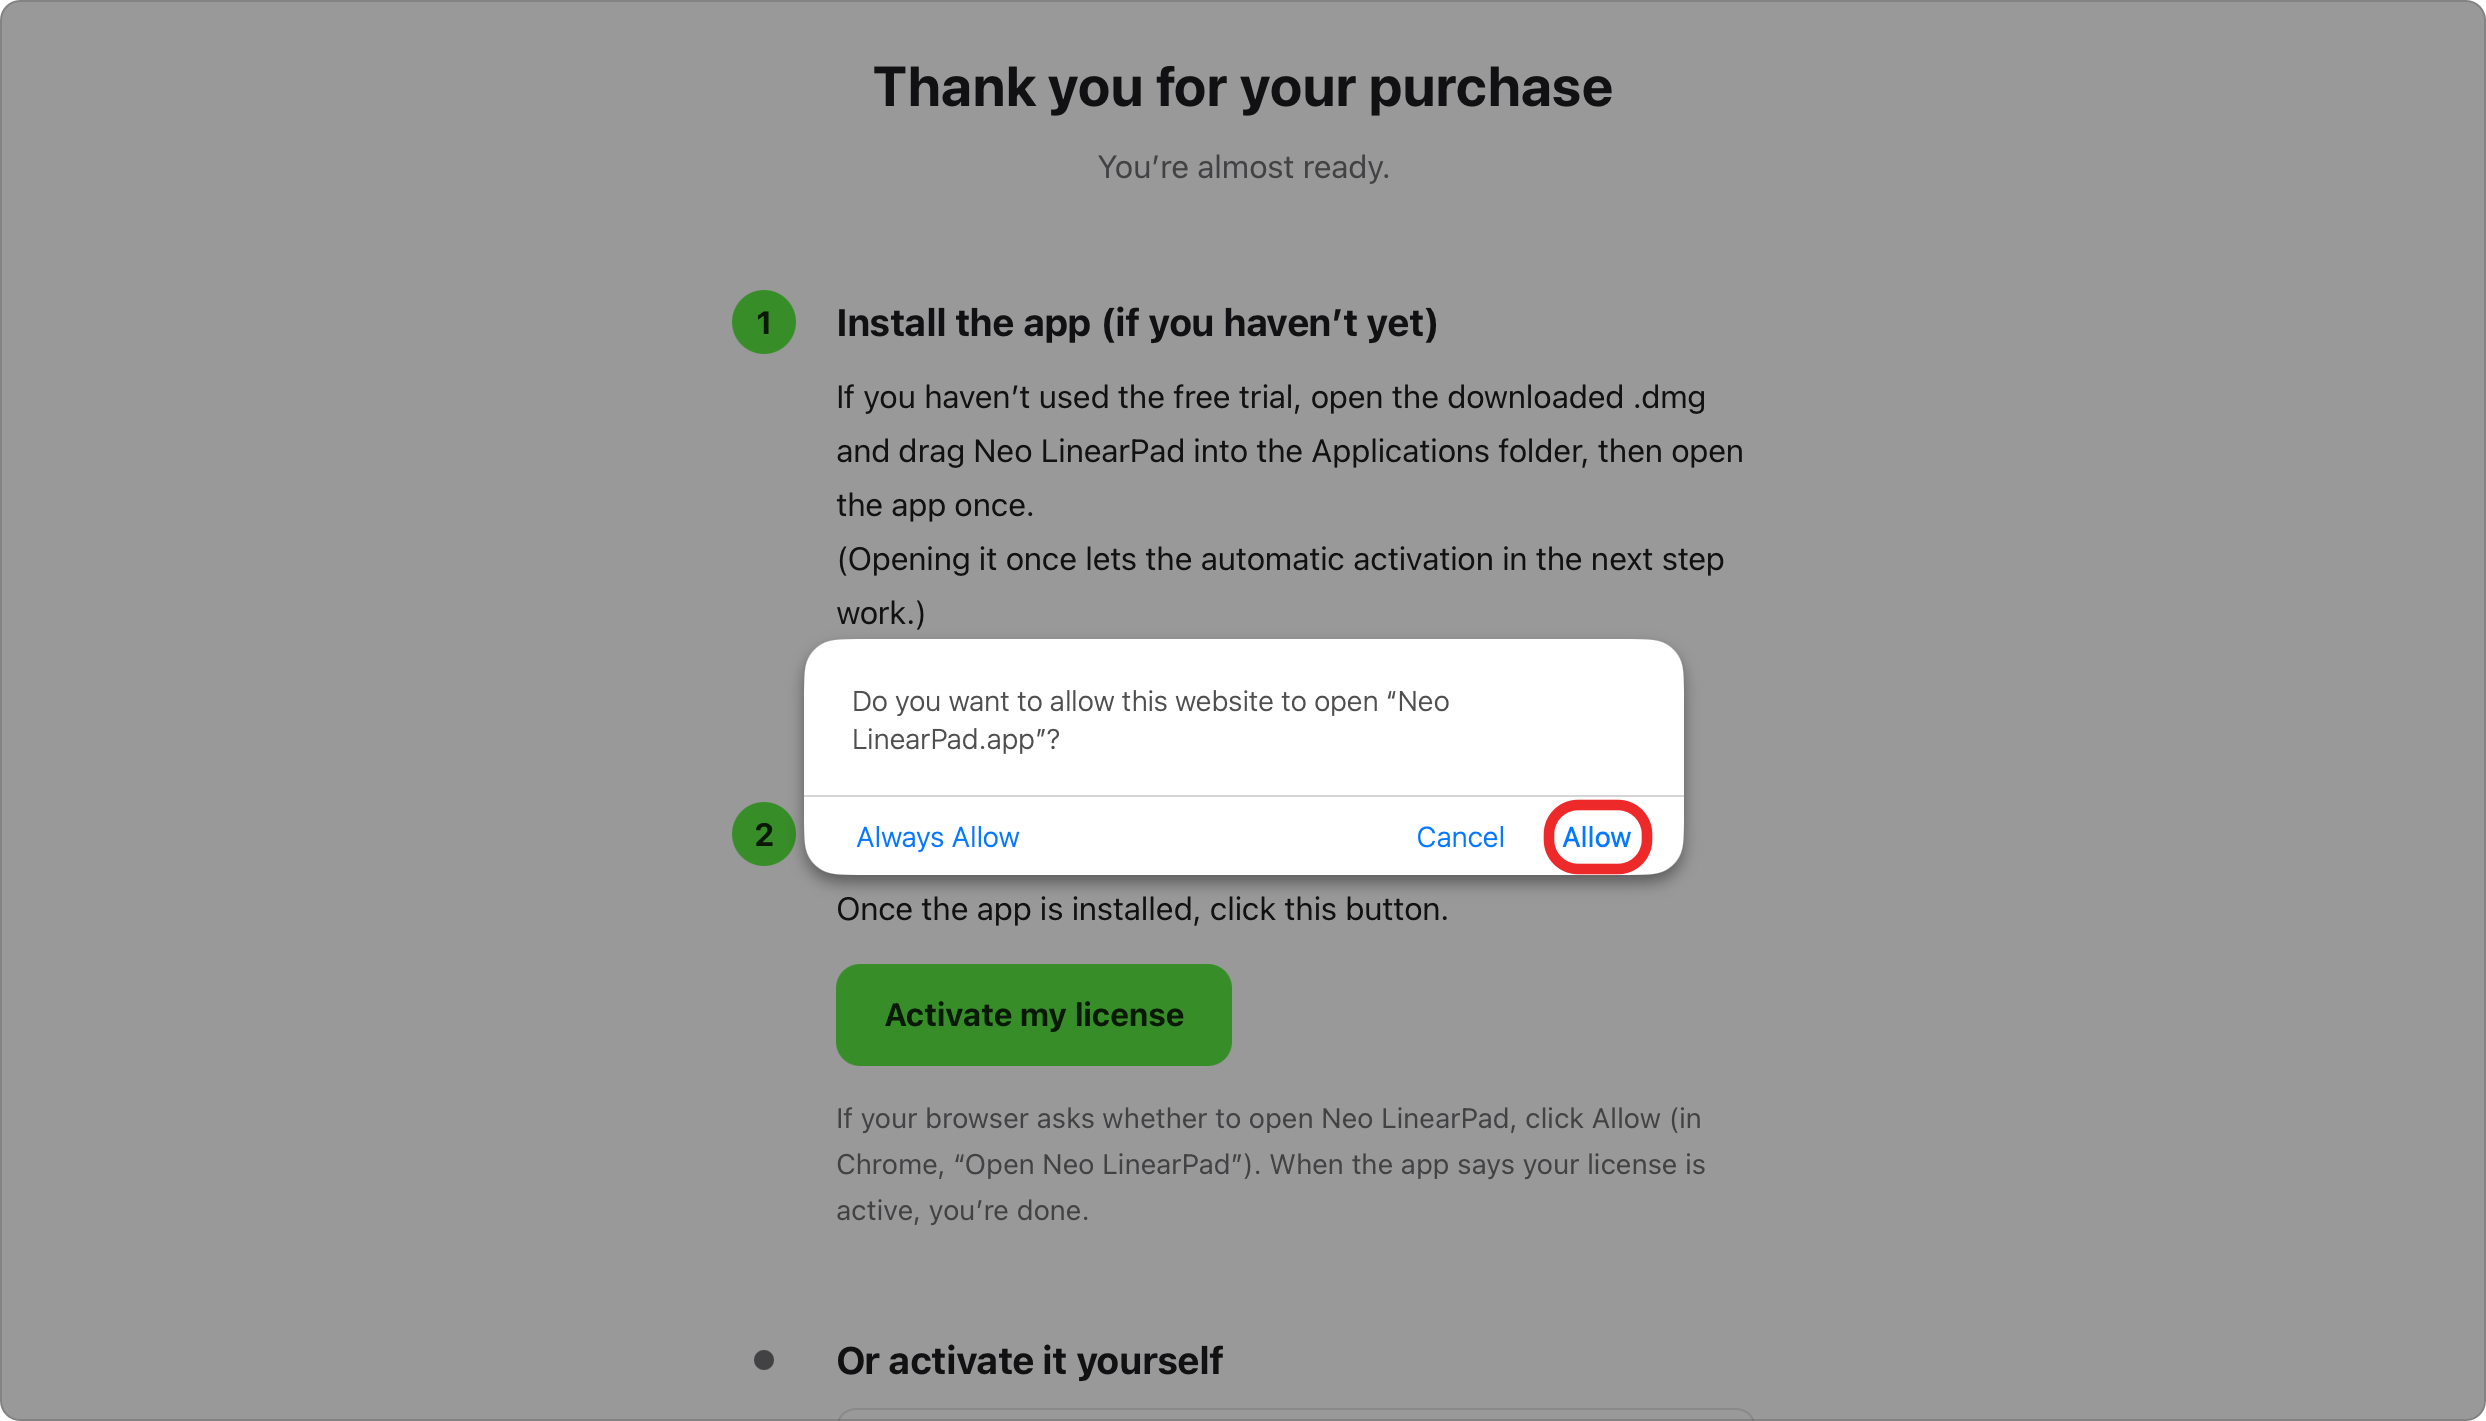 Thank you for your purchase
You’re almost ready.
1
Install the app (if you haven’t yet)
If you haven’t used the free trial, open the downloaded .dmg
and drag Neo LinearPad into the Applications folder, then open
the app once.
(Opening it once lets the automatic activation in the next step
work.)
Do you want to allow this website to open “Neo
LinearPad.app”?
Always Allow
Cancel
Allow
2
Once the app is installed, click this button.
Activate my license
If your browser asks whether to open Neo LinearPad, click Allow (in
Chrome, “Open Neo LinearPad”). When the app says your license is
active, you’re done.
Or activate it yourself